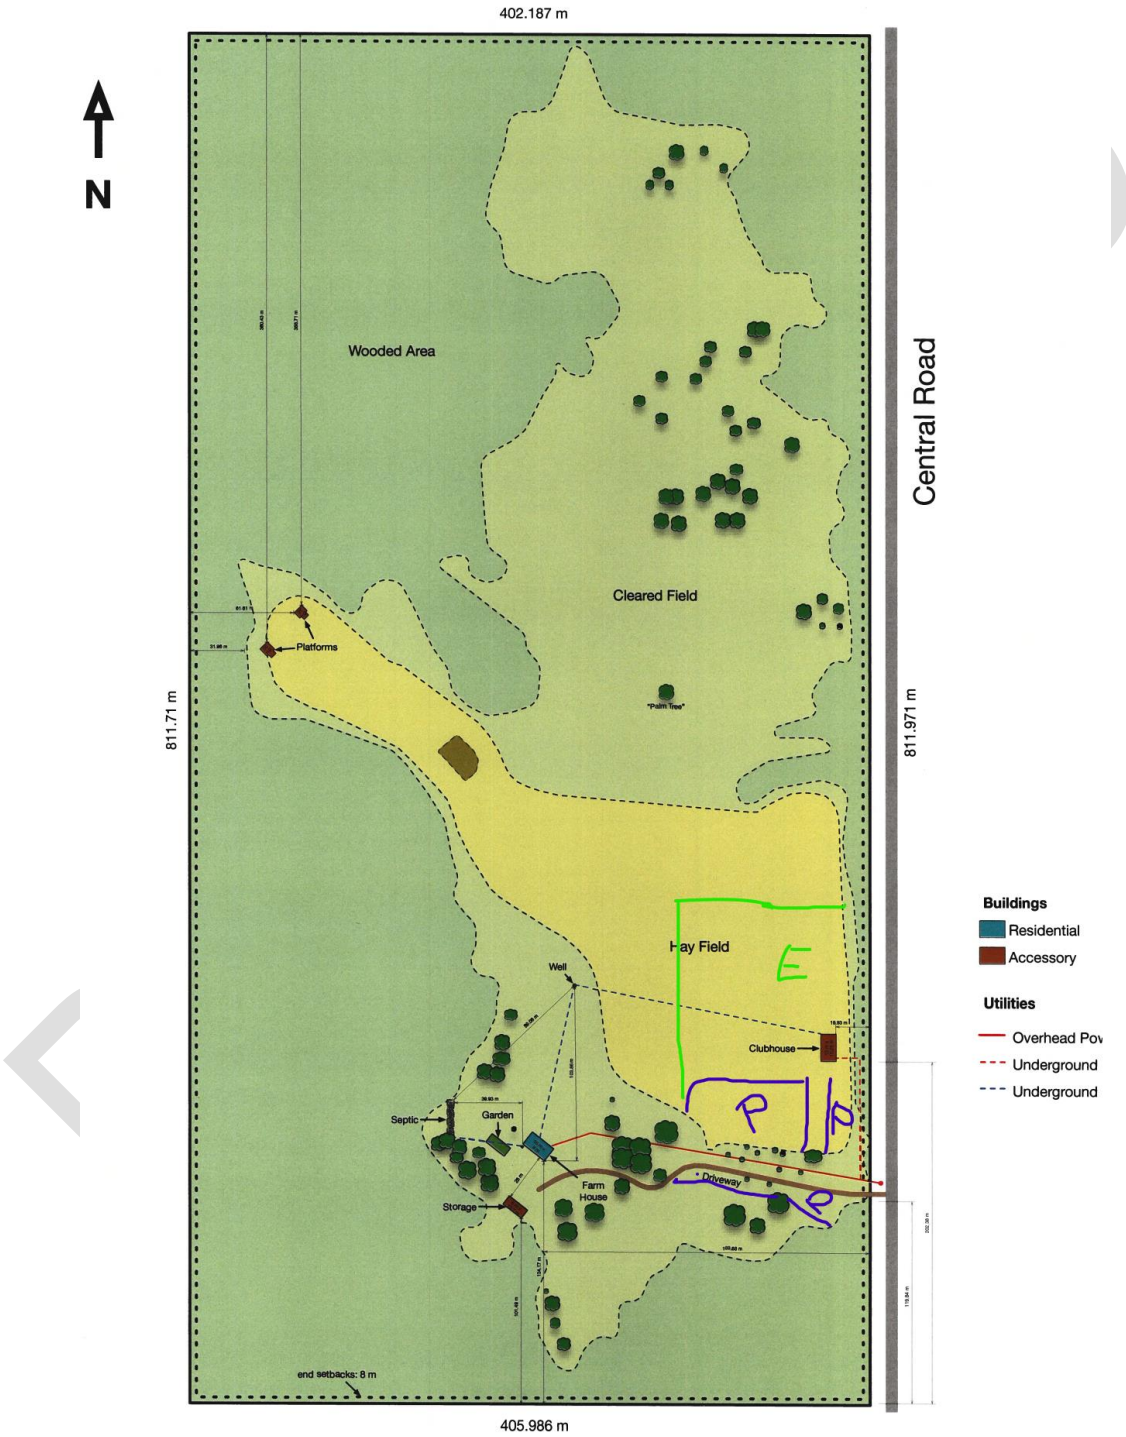 402.187 m
N
Wooded Area
Central Road
Cleared Field
Platforms
31.98 m
"Palm Tree"
811.71 m
811.971 m
Buildings
Residential
Accessory
Hay Field
E
Well
Utilities
Clubhouse
Overhead Pov
Underground
Underground
Septic
Garden
P
P
Farm
House
Driveway
Storage
P
end setbacks: 8 m
405.986 m